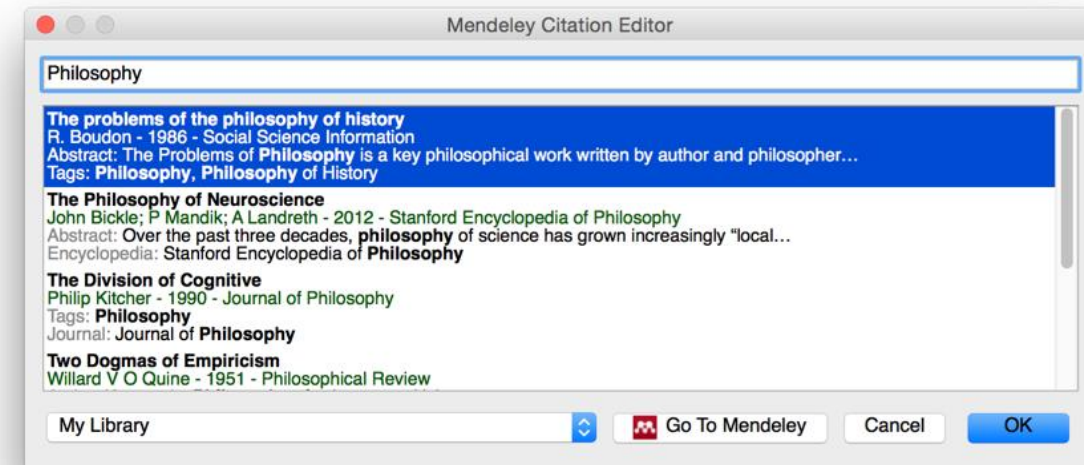 Mendeley Citation Editor
Philosophy
The problems of the philosophy of history
R. Boudon - 1986 - Social Science Information
Abstract: The Problems of Philosophy is a key philosophical work written by author and philosopher...
Tags: Philosophy, Philosophy of History
The Philosophy of Neuroscience
John Bickle; P Mandik; A Landreth - 2012 - Stanford Encyclopedia of Philosophy
Abstract: Over the past three decades, philosophy of science has grown increasingly “local...
Encyclopedia: Stanford Encyclopedia of Philosophy
The Division of Cognitive
Philip Kitcher - 1990 - Journal of Philosophy
Tags: Philosophy
Journal: Journal of Philosophy
Two Dogmas of Empiricism
Willard V O Quine - 1951 - Philosophical Review
My Library Go To Mendeley Cancel OK